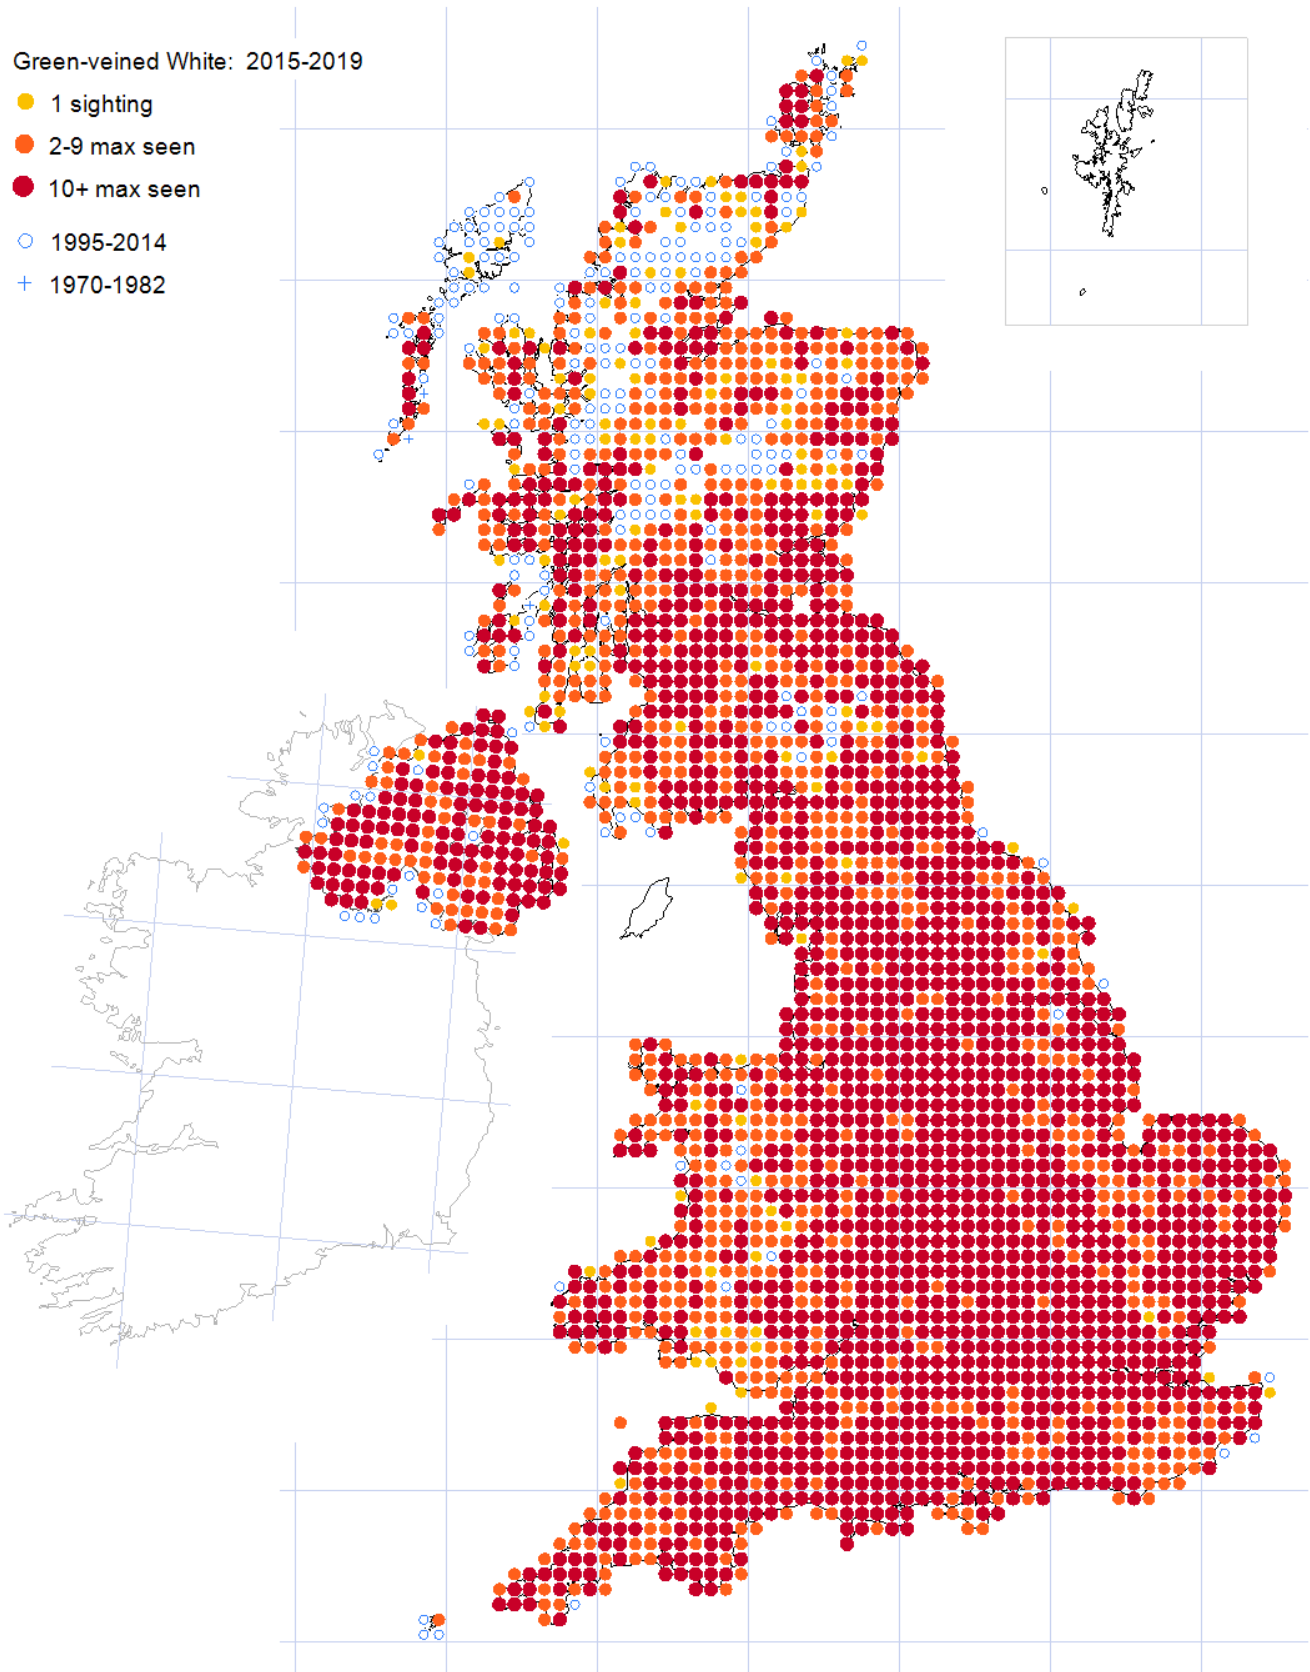 Green-veined White: 2015-2019
1 sighting
2-9 max seen
10+ max seen
1995-2014
1970-1982